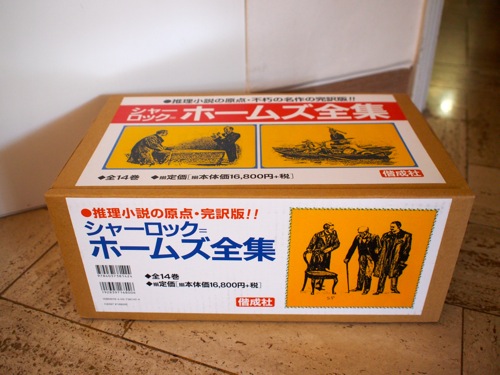 ●推理小説の原点・不朽の名作の完訳版!!
シャー
ロック=
ホームズ全集
◆全14巻
◆揃定価[揃本体価16,800円+税]
偕成社
●推理小説の原点・完訳版!!
シャーロック=
ホームズ全集
◆全14巻
◆揃定価[揃本体価16,800円+税]
偕成社